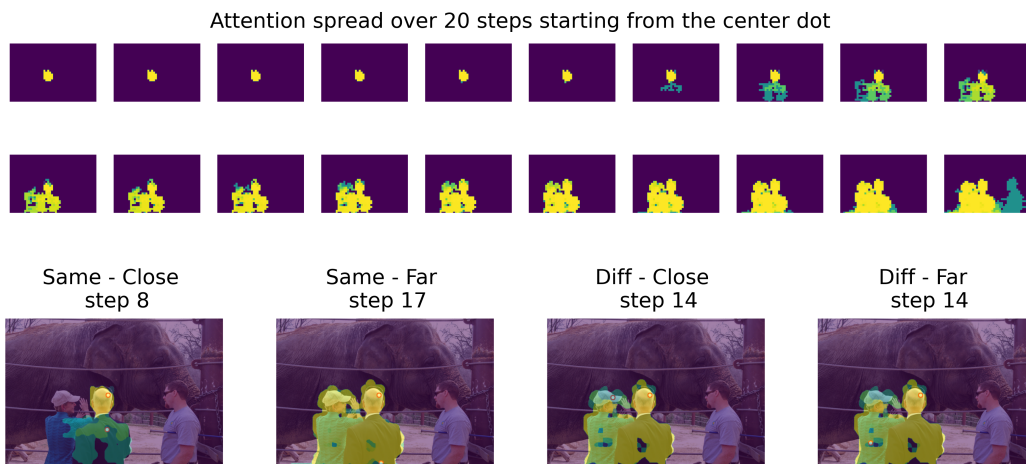 Attention spread over 20 steps starting from the center dot
Same - Close
step 8
Same - Far
step 17
Diff - Close
step 14
Diff - Far
step 14